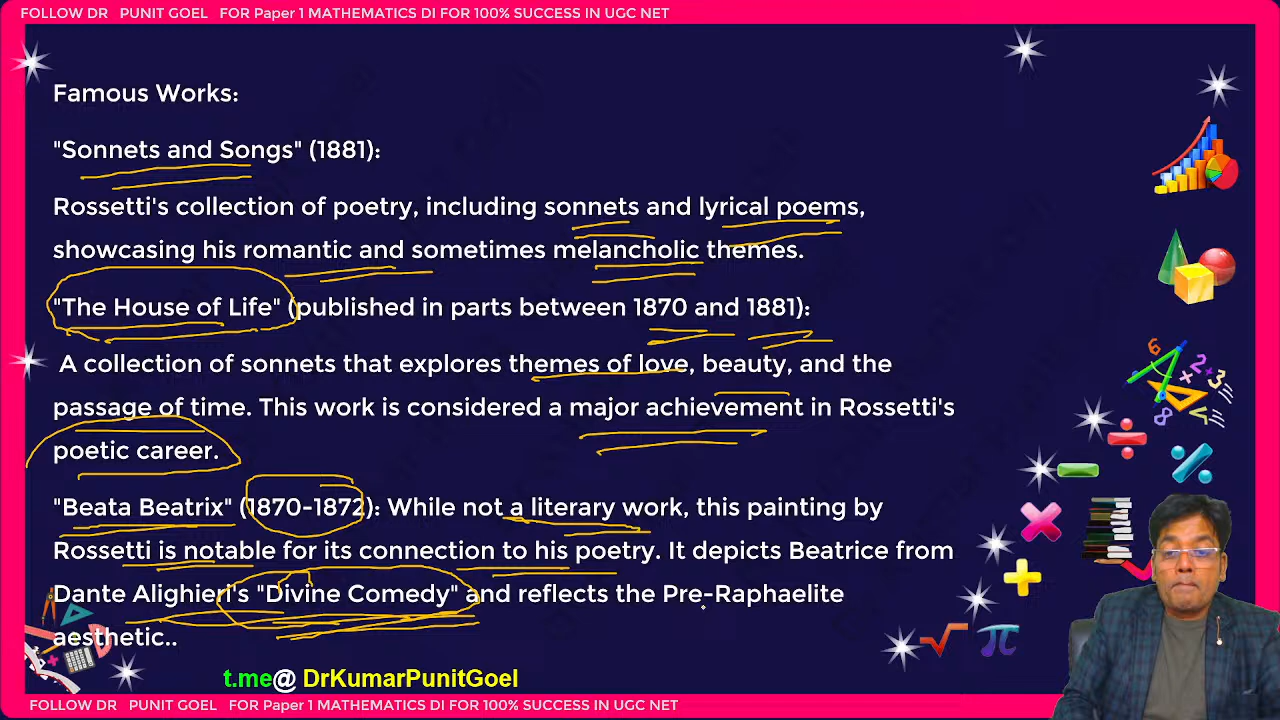 FOLLOW DR PUNIT GOEL FOR Paper 1 MATHEMATICS DI FOR 100% SUCCESS IN UGC NET
Famous Works:
"Sonnets and Songs" (1881):
Rossetti's collection of poetry, including sonnets and lyrical poems,
showcasing his romantic and sometimes melancholic themes.
"The House of Life" (published in parts between 1870 and 1881):
A collection of sonnets that explores themes of love, beauty, and the
passage of time. This work is considered a major achievement in Rossetti's
poetic career.
"Beata Beatrix" (1870-1872): While not a literary work, this painting by
Rossetti is notable for its connection to his poetry. It depicts Beatrice from
Dante Alighieri's "Divine Comedy" and reflects the Pre-Raphaelite
aesthetic..
t.me@ DrKumarPunitGoel
FOLLOW DR PUNIT GOEL FOR Paper 1 MATHEMATICS DI FOR 100% SUCCESS IN UGC NET